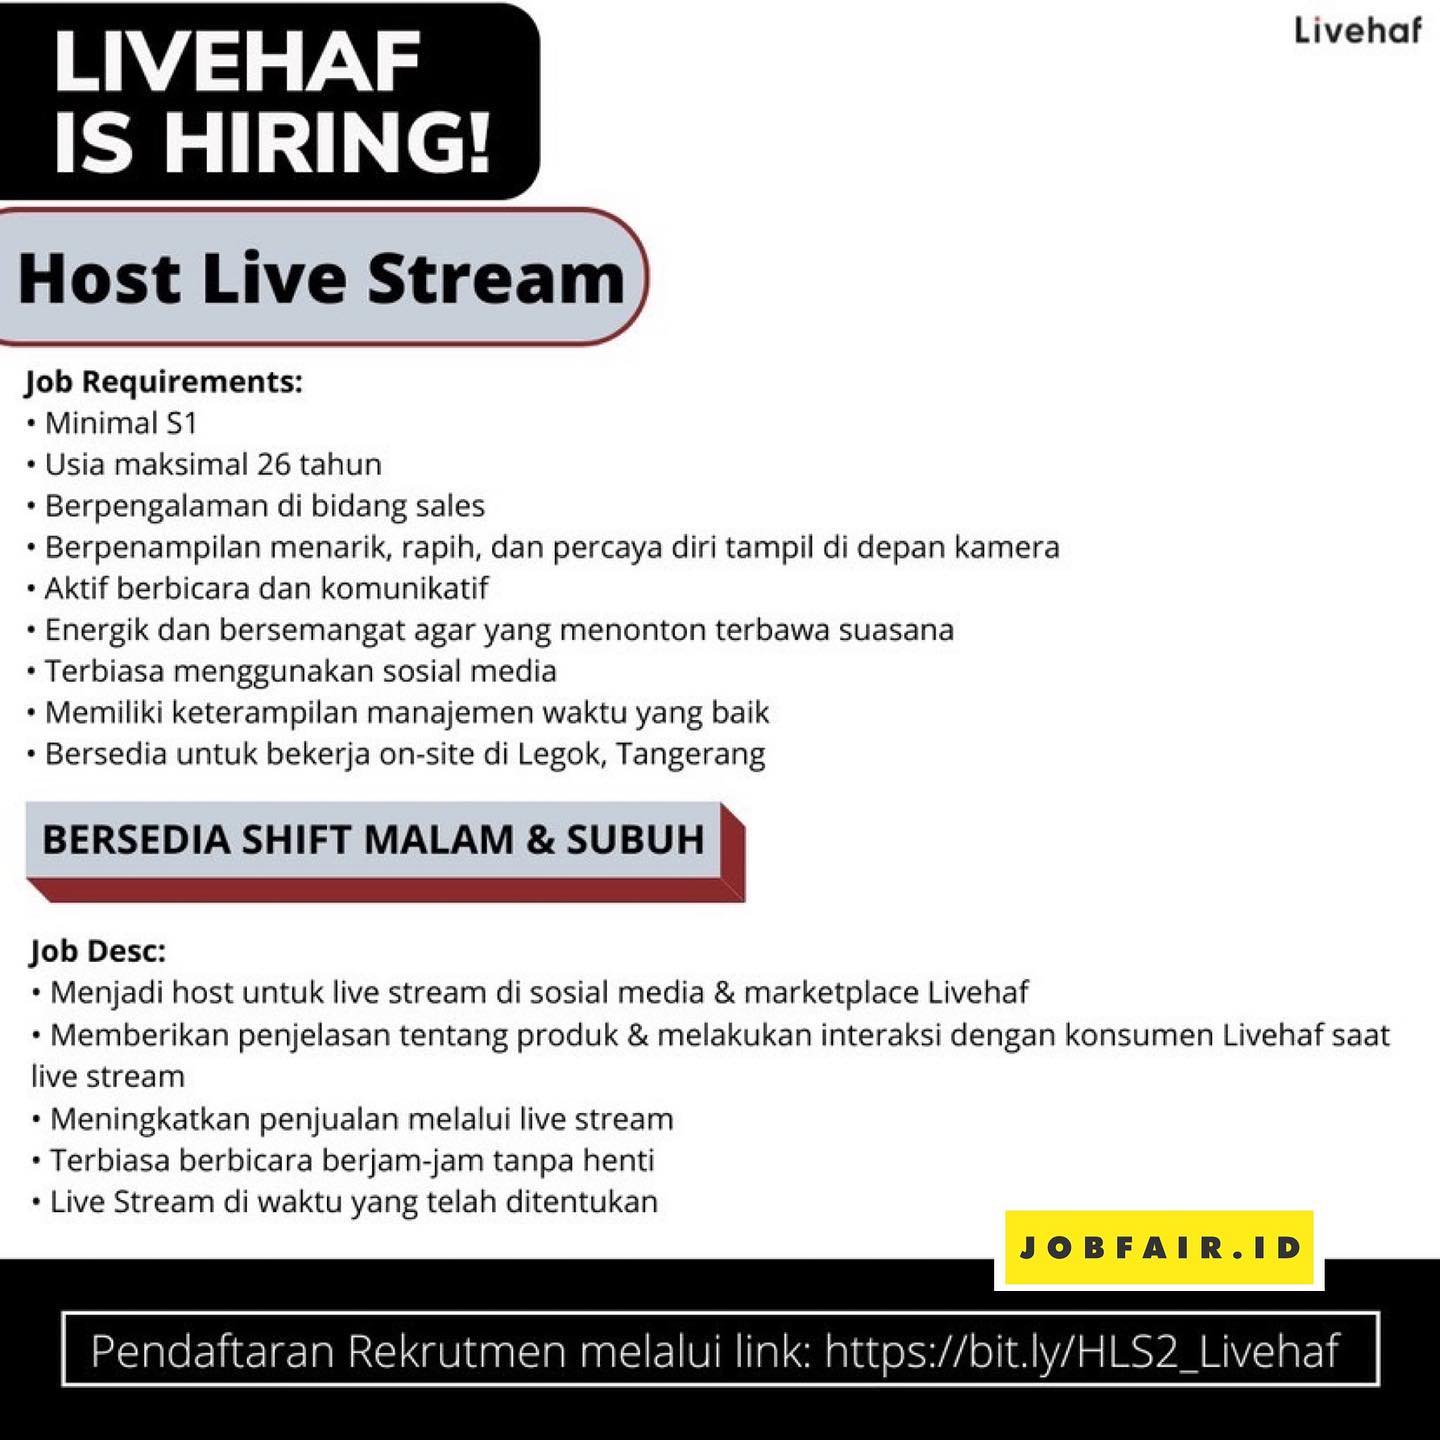 LIVEHAF
IS HIRING!
Livehaf
Host Live Stream
Job Requirements:
• Minimal S1
• Usia maksimal 26 tahun
• Berpengalaman di bidang sales
• Berpenampilan menarik, rapih, dan percaya diri tampil di depan kamera
• Aktif berbicara dan komunikatif
• Energik dan bersemangat agar yang menonton terbawa suasana
• Terbiasa menggunakan sosial media
• Memiliki keterampilan manajemen waktu yang baik
• Bersedia untuk bekerja on-site di Legok, Tangerang
BERSEDIA SHIFT MALAM & SUBUH
Job Desc:
• Menjadi host untuk live stream di sosial media & marketplace Livehaf
• Memberikan penjelasan tentang produk & melakukan interaksi dengan konsumen Livehaf saat
live stream
• Meningkatkan penjualan melalui live stream
• Terbiasa berbicara berjam-jam tanpa henti
• Live Stream di waktu yang telah ditentukan
JOBFAIR.ID
Pendaftaran Rekrutmen melalui link: https://bit.ly/HLS2_Livehaf